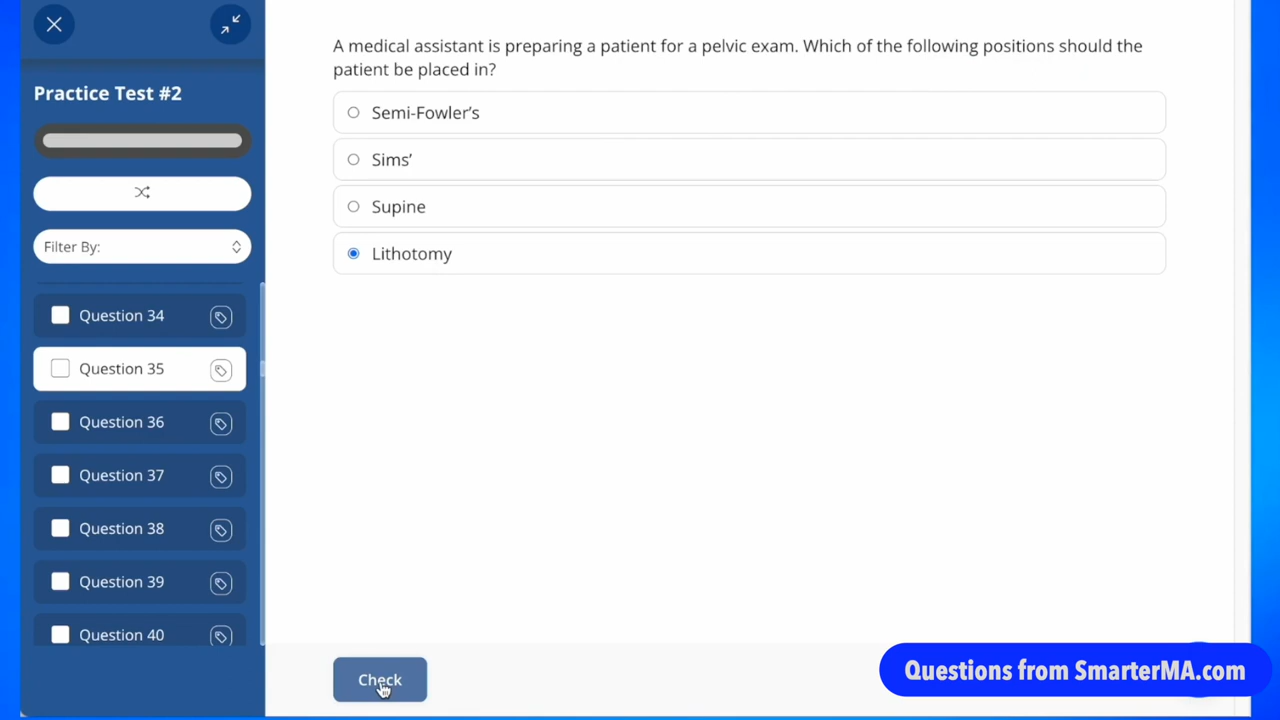 Practice Test #2
Filter By:
Question 34
Question 35
Question 36
Question 37
Question 38
Question 39
Question 40
A medical assistant is preparing a patient for a pelvic exam. Which of the following positions should the
patient be placed in?
Semi-Fowler’s
Sims’
Supine
Lithotomy
Check
Questions from SmarterMA.com